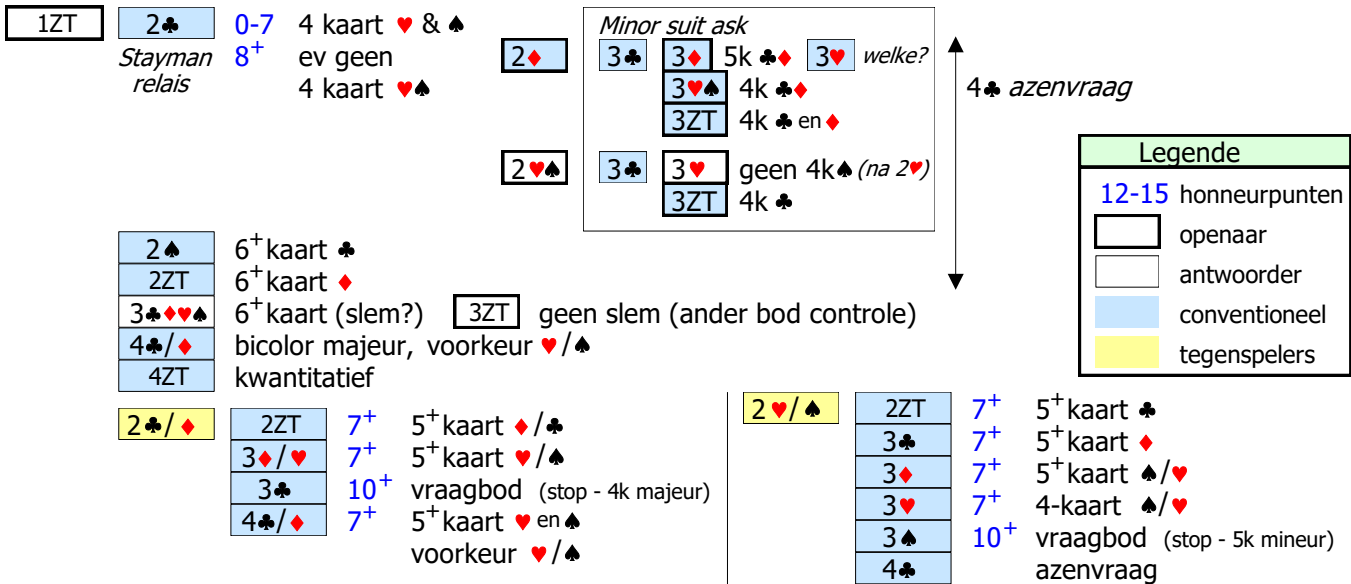 1ZT 2♣ 0-7 4 kaart ♥ & ♠
Stayman 8+ ev geen
relais 4 kaart ♥♠
Minor suit ask
2♦ 3♣ 3♦ 5k ♣♦ 3♥ welke?
3♥♠ 4k ♣♦
3ZT 4k ♣ en ♦
2♥♠ 3♣ 3♥ geen 4k♠ (na 2♥)
3ZT 4k ♣
4♣ azenvraag
Legende
12-15 honneurpunten
openaar
antwoorder
conventioneel
tegenspelers
2♠ 6+kaart ♣
2ZT 6+kaart ♦
3♣♦♥♠ 6+kaart (slem?) 3ZT geen slem (ander bod controle)
4♣/♦ bicolor majeur, voorkeur ♥/♠
4ZT kwantitatief
2♣/♦ 2ZT 7+ 5+kaart ♦/♣
3♦/♥ 7+ 5+kaart ♥/♠
3♣ 10+ vraagbod (stop - 4k majeur)
4♣/♦ 7+ 5+kaart ♥ en ♠
voorkeur ♥/♠
2♥/♠ 2ZT 7+ 5+kaart ♣
3♣ 7+ 5+kaart ♦
3♦ 7+ 5+kaart ♠/♥
3♥ 7+ 4-kaart ♠/♥
3♠ 10+ vraagbod (stop - 5k mineur)
4♣ azenvraag